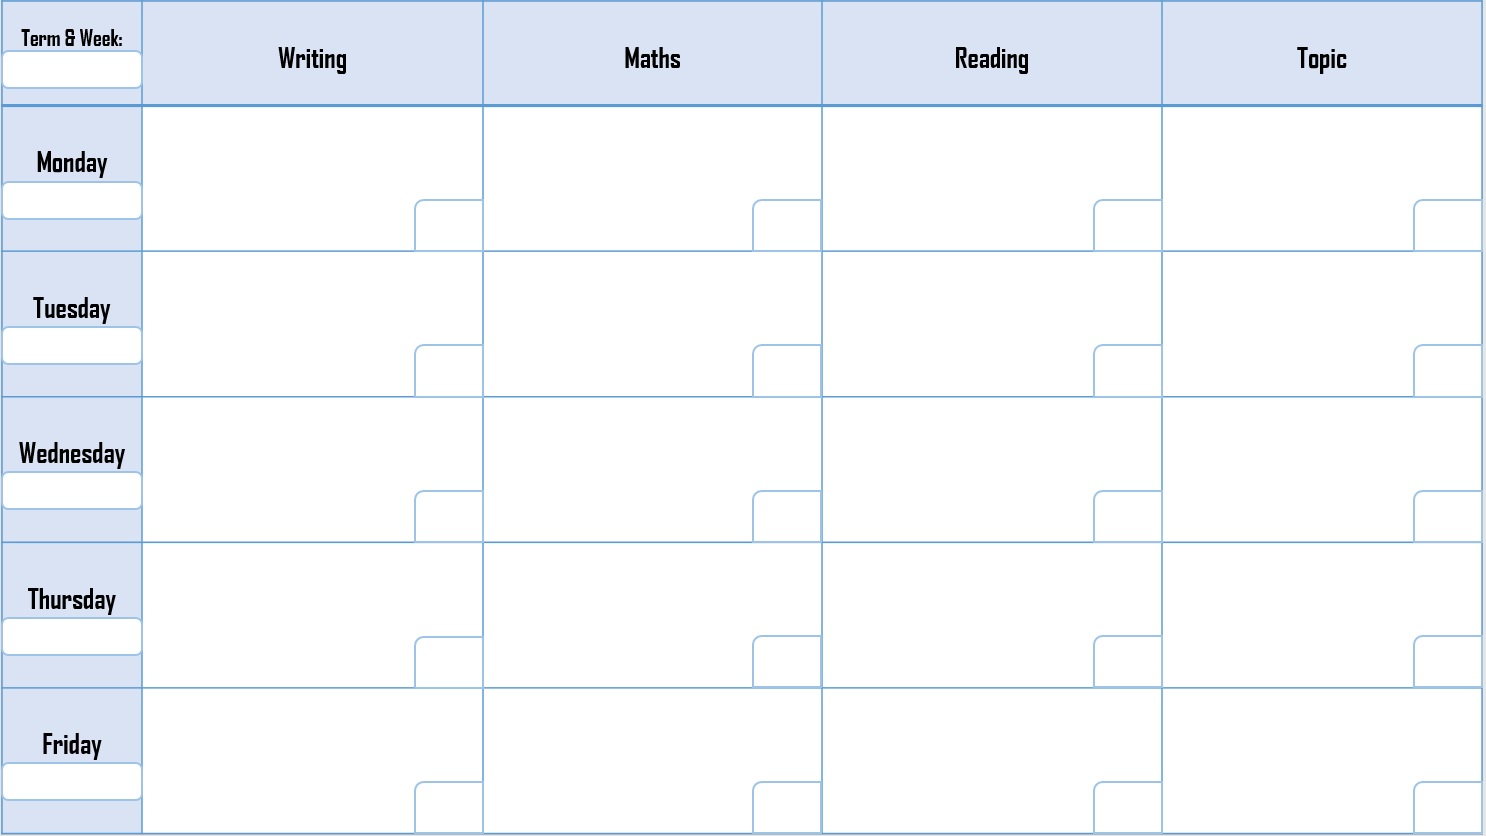 Term & Week:
Writing
Maths
Reading
Topic
Monday
Tuesday
Wednesday
Thursday
Friday